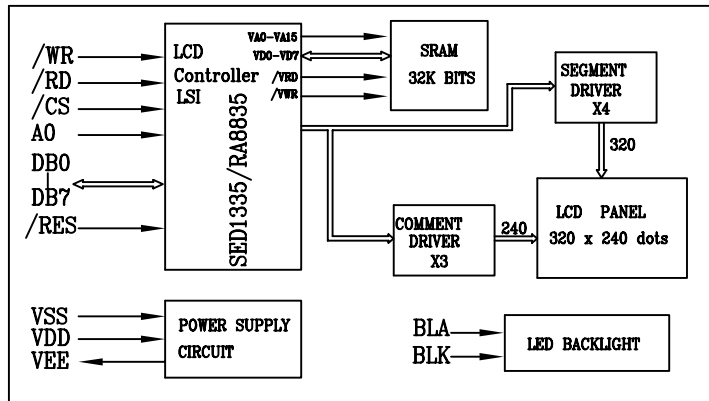 /WR
/RD
/CS
A0
DB0
DB7
/RES
LCD
Controller
LSI
SED1335/RA8835
VA0-VA15
VD0-VD7
/VRD
/VWR
SRAM
32K BITS
SEGMENT
DRIVER
X4
320
COMMENT
DRIVER
X3
240
LCD PANEL
320 x 240 dots
VSS
VDD
VEE
POWER SUPPLY
CIRCUIT
BLA
BLK
LED BACKLIGHT